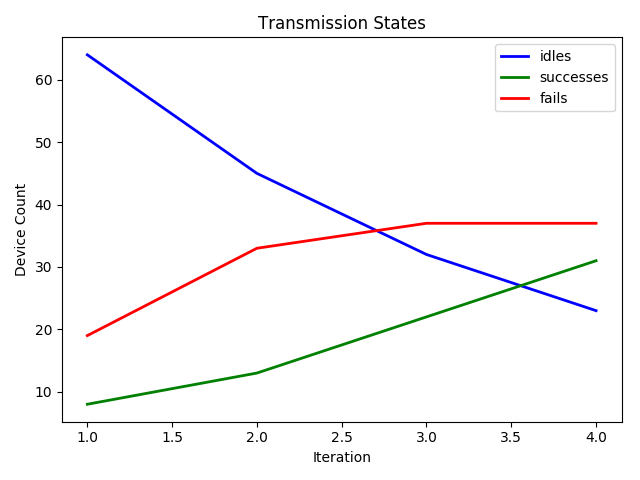 Transmission States
idles
successes
fails
Device Count
60
50
40
30
20
10
1.0 1.5 2.0 2.5 3.0 3.5 4.0
Iteration